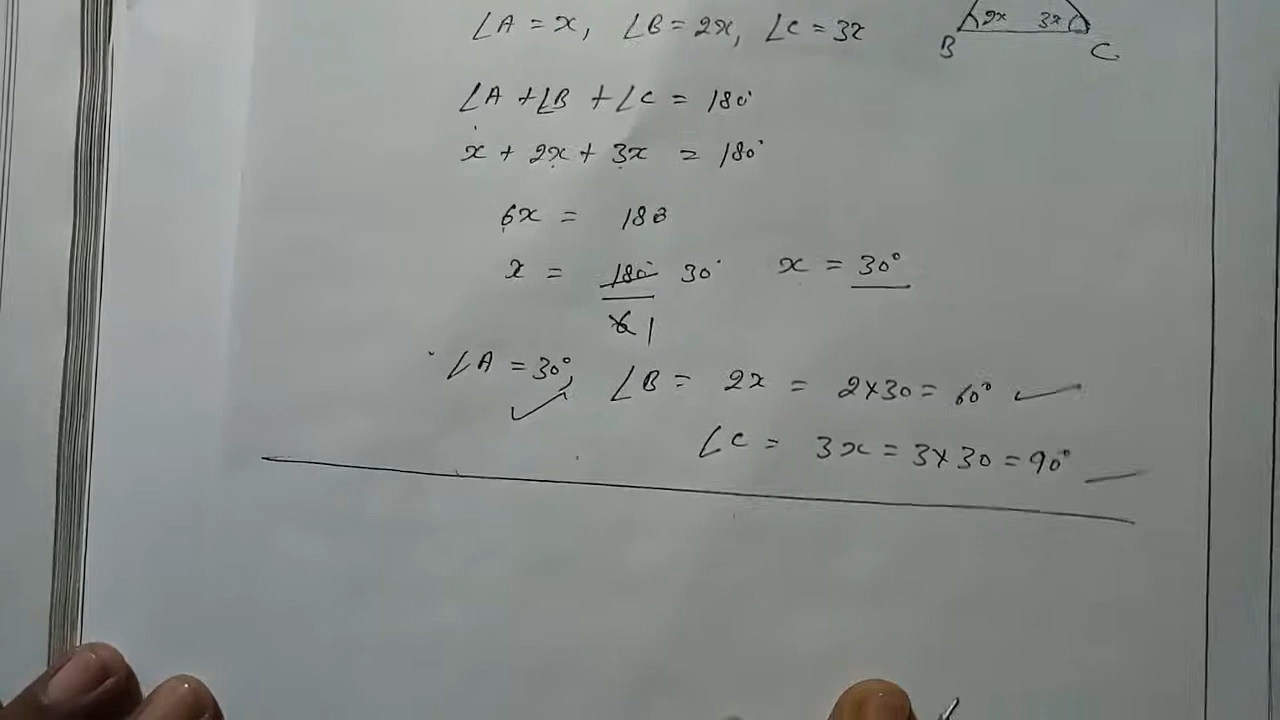 ∠A = x, ∠B = 2x, ∠C = 3x
2x 3x
B C
∠A + ∠B + ∠C = 180°
x + 2x + 3x = 180°
6x = 180
x = 180°/6 30° x = 30°
1
∠A = 30°, ∠B = 2x = 2×30 = 60°
∠C = 3x = 3×30 = 90°